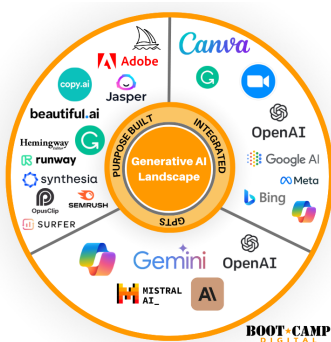 Canva
Adobe
copy.ai
Jasper
beautiful.ai
Hemingway
Editor
runway
synthesia
OpusClip
SEMRUSH
SURFER
OpenAI
Google AI
Meta
Bing
PURPOSE BUILT
INTEGRATED
GPTS
Generative AI
Landscape
Gemini
OpenAI
MISTRAL
AI_
A\
BOOT★CAMP
DIGITAL